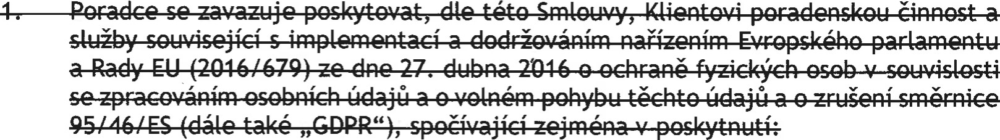 1. Poradce se zavazuje poskytovat, dle této Smlouvy, Klientovi poradenskou činnost a
služby související s implementací a dodržováním nařízením Evropského parlamentu
a Rady EU (2016/679) ze dne 27. dubna 2016 o ochraně fyzických osob v souvislosti
se zpracováním osobních údajů a o volném pohybu těchto údajů a o zrušení směrnice
95/46/ES (dále také „GDPR“), spočívající zejména v poskytnutí: